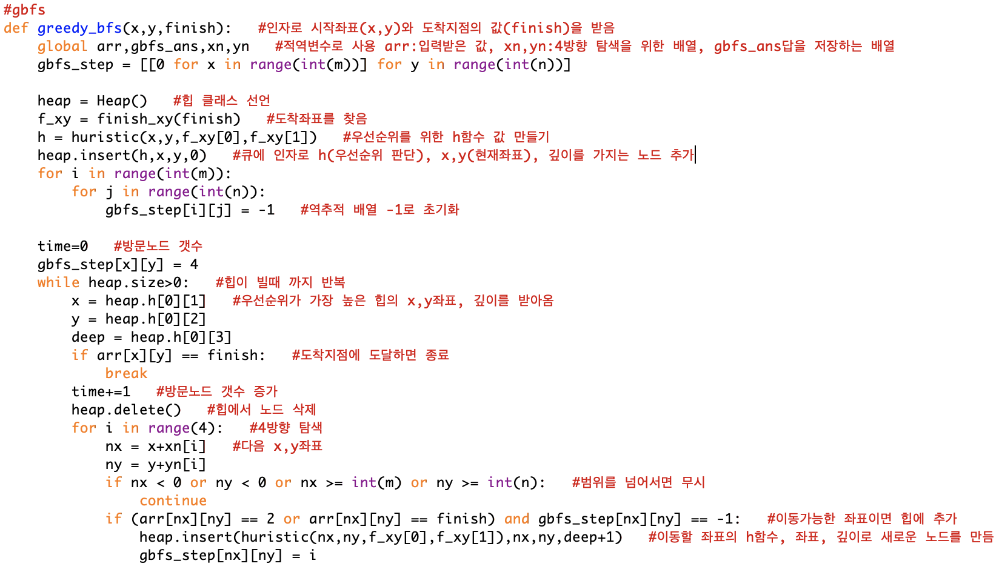 #gbfs
def greedy_bfs(x,y,finish):   #인자로 시작좌표(x,y)와 도착지점의 값(finish)을 받음
    global arr,gbfs_ans,xn,yn   #적역변수로 사용 arr:입력받은 값, xn,yn:4방향 탐색을 위한 배열, gbfs_ans답을 저장하는 배열
    gbfs_step = [[0 for x in range(int(m))] for y in range(int(n))]

    heap = Heap()   #힙 클래스 선언
    f_xy = finish_xy(finish)   #도착좌표를 찾음
    h = huristic(x,y,f_xy[0],f_xy[1])   #우선순위를 위한 h함수 값 만들기
    heap.insert(h,x,y,0)   #큐에 인자로 h(우선순위 판단), x,y(현재좌표), 깊이를 가지는 노드 추가
    for i in range(int(m)):
        for j in range(int(n)):
            gbfs_step[i][j] = -1   #역추적 배열 -1로 초기화

    time=0   #방문노드 갯수
    gbfs_step[x][y] = 4
    while heap.size>0:   #힙이 빌때 까지 반복
        x = heap.h[0][1]   #우선순위가 가장 높은 힙의 x,y좌표, 깊이를 받아옴
        y = heap.h[0][2]
        deep = heap.h[0][3]
        if arr[x][y] == finish:   #도착지점에 도달하면 종료
            break
        time+=1   #방문노드 갯수 증가
        heap.delete()   #힙에서 노드 삭제
        for i in range(4):   #4방향 탐색
            nx = x+xn[i]   #다음 x,y좌표
            ny = y+yn[i]
            if nx < 0 or ny < 0 or nx >= int(m) or ny >= int(n):   #범위를 넘어서면 무시
                continue
            if (arr[nx][ny] == 2 or arr[nx][ny] == finish) and gbfs_step[nx][ny] == -1:   #이동가능한 좌표이면 힙에 추가
                heap.insert(huristic(nx,ny,f_xy[0],f_xy[1]),nx,ny,deep+1)   #이동할 좌표의 h함수, 좌표, 깊이로 새로운 노드를 만듬
                gbfs_step[nx][ny] = i